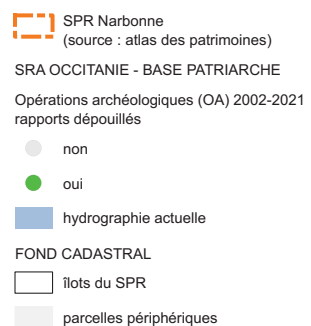 SPR Narbonne
(source : atlas des patrimoines)
SRA OCCITANIE - BASE PATRIARCHE
Opérations archéologiques (OA) 2002-2021
rapports dépouillés
non
oui
hydrographie actuelle
FOND CADASTRAL
îlots du SPR
parcelles périphériques